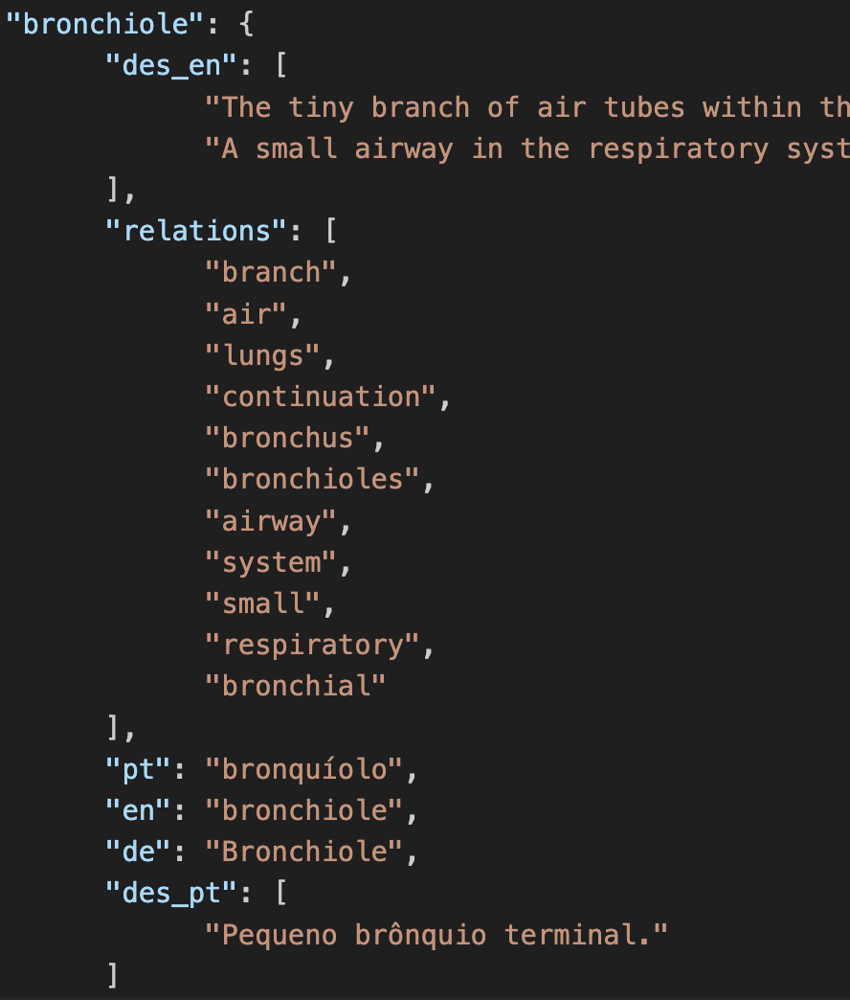 "bronchiole": {
"des_en": [
"The tiny branch of air tubes within th
"A small airway in the respiratory syst
],
"relations": [
"branch",
"air",
"lungs",
"continuation",
"bronchus",
"bronchioles",
"airway",
"system",
"small",
"respiratory",
"bronchial"
],
"pt": "bronquíolo",
"en": "bronchiole",
"de": "Bronchiole",
"des_pt": [
"Pequeno brônquio terminal."
]